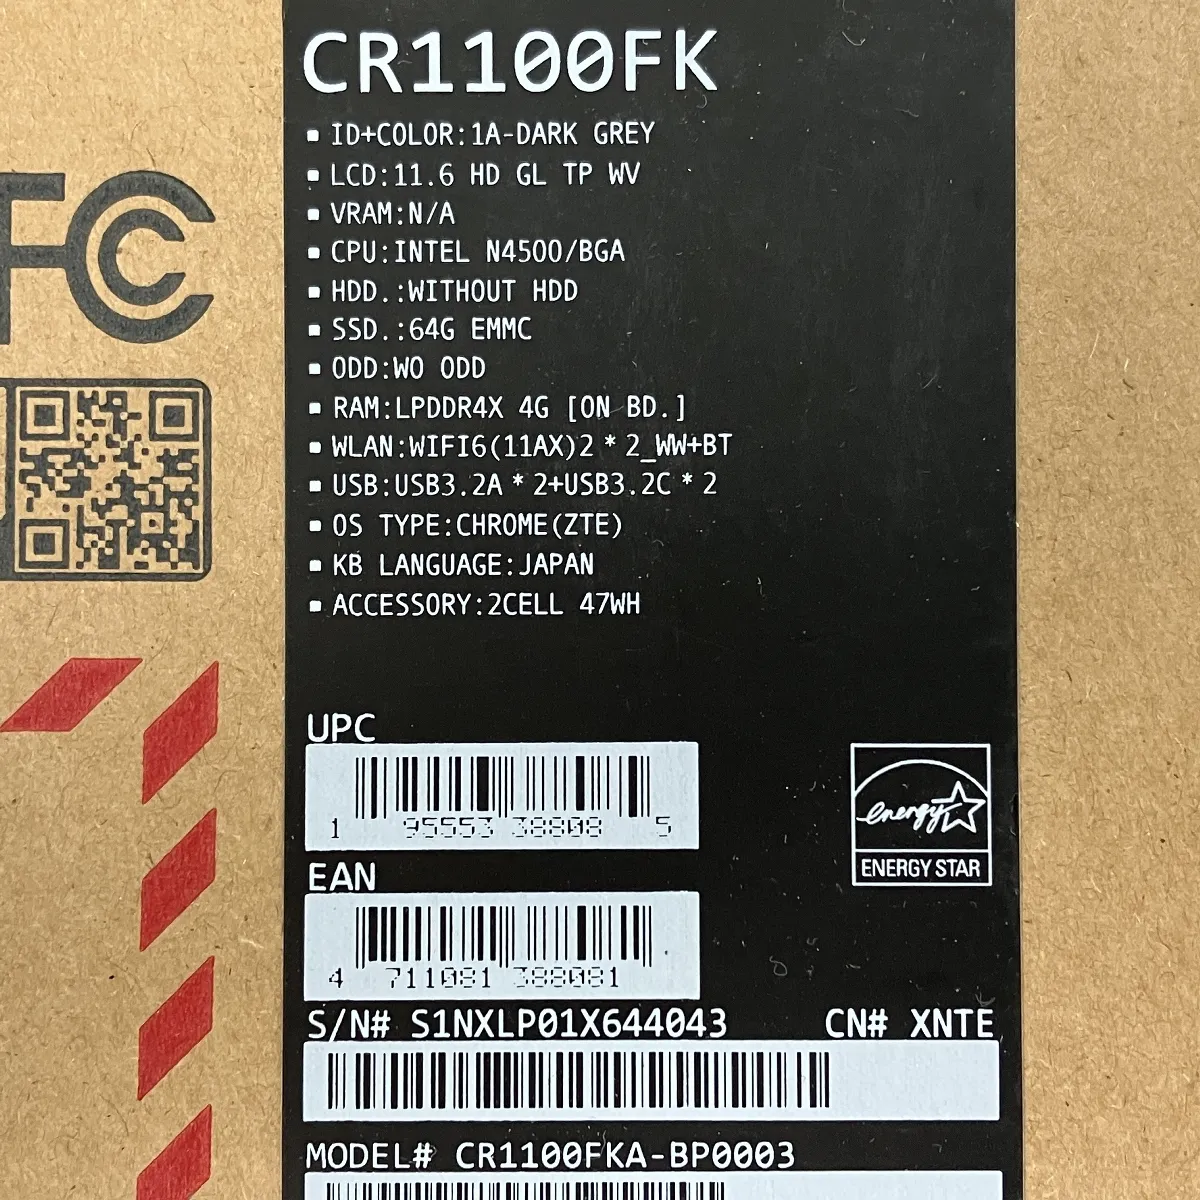 CR1100FK
▪ ID+COLOR:1A-DARK GREY
▪ LCD:11.6 HD GL TP WV
▪ VRAM:N/A
▪ CPU:INTEL N4500/BGA
▪ HDD.:WITHOUT HDD
▪ SSD.:64G EMMC
▪ ODD:WO ODD
▪ RAM:LPDDR4X 4G [ON BD.]
▪ WLAN:WIFI6(11AX)2*2_WW+BT
▪ USB:USB3.2A*2+USB3.2C*2
▪ OS TYPE:CHROME(ZTE)
▪ KB LANGUAGE:JAPAN
▪ ACCESSORY:2CELL 47WH
FC
UPC
1 95553 38808 5
energy
ENERGY STAR
EAN
4 711081 388081
S/N# S1NXLP01X644043 CN# XNTE
MODEL# CR1100FKA-BP0003